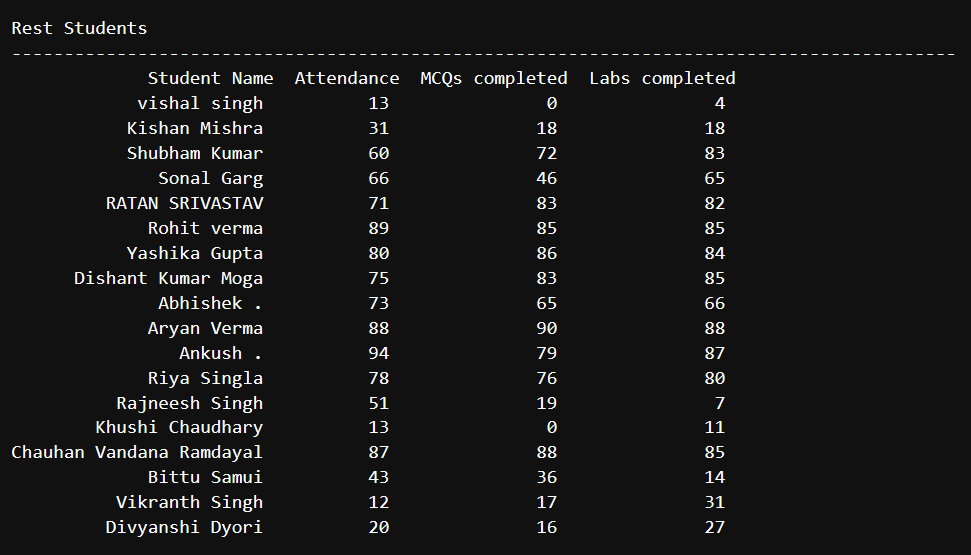 Rest Students
------------------------------------------------------------------------------------------
Student Name Attendance MCQs completed Labs completed
vishal singh 13 0 4
Kishan Mishra 31 18 18
Shubham Kumar 60 72 83
Sonal Garg 66 46 65
RATAN SRIVASTAV 71 83 82
Rohit verma 89 85 85
Yashika Gupta 80 86 84
Dishant Kumar Moga 75 83 85
Abhishek . 73 65 66
Aryan Verma 88 90 88
Ankush . 94 79 87
Riya Singla 78 76 80
Rajneesh Singh 51 19 7
Khushi Chaudhary 13 0 11
Chauhan Vandana Ramdayal 87 88 85
Bittu Samui 43 36 14
Vikranth Singh 12 17 31
Divyanshi Dyori 20 16 27